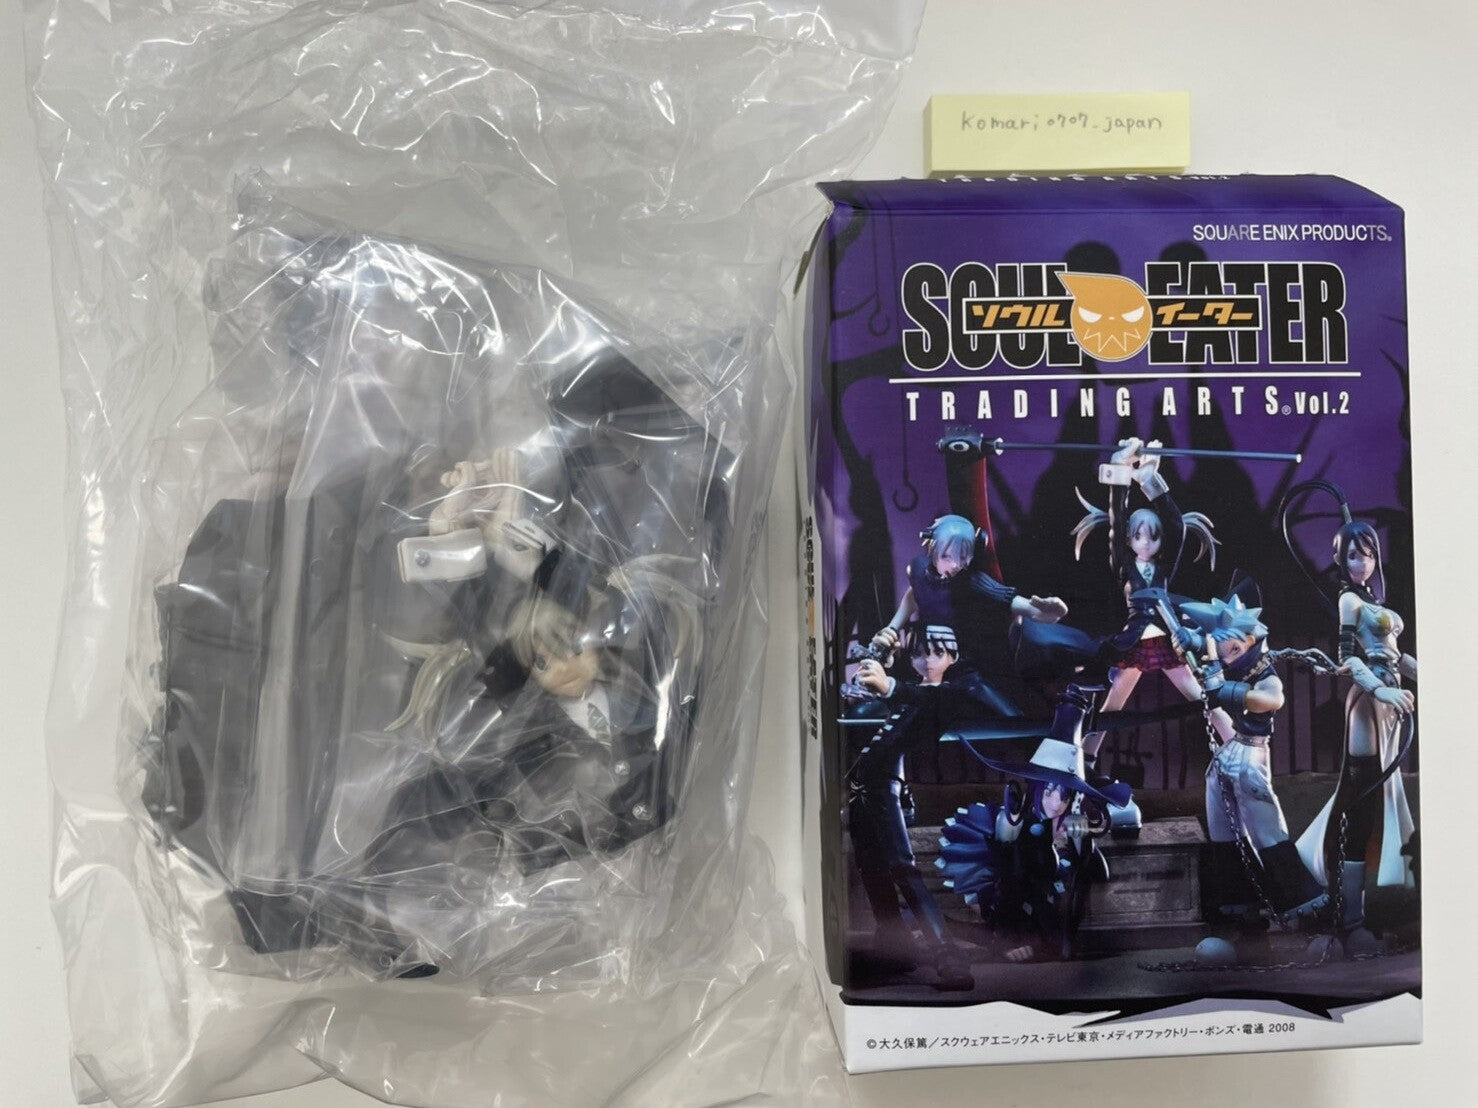 komari0707_japan
SQUARE ENIX PRODUCTS®
SOUL EATER
ソウル イーター
TRADING ARTS® Vol.2
©大久保篤／スクウェアエニックス・テレビ東京・メディアファクトリー・ボンズ・電通 2008